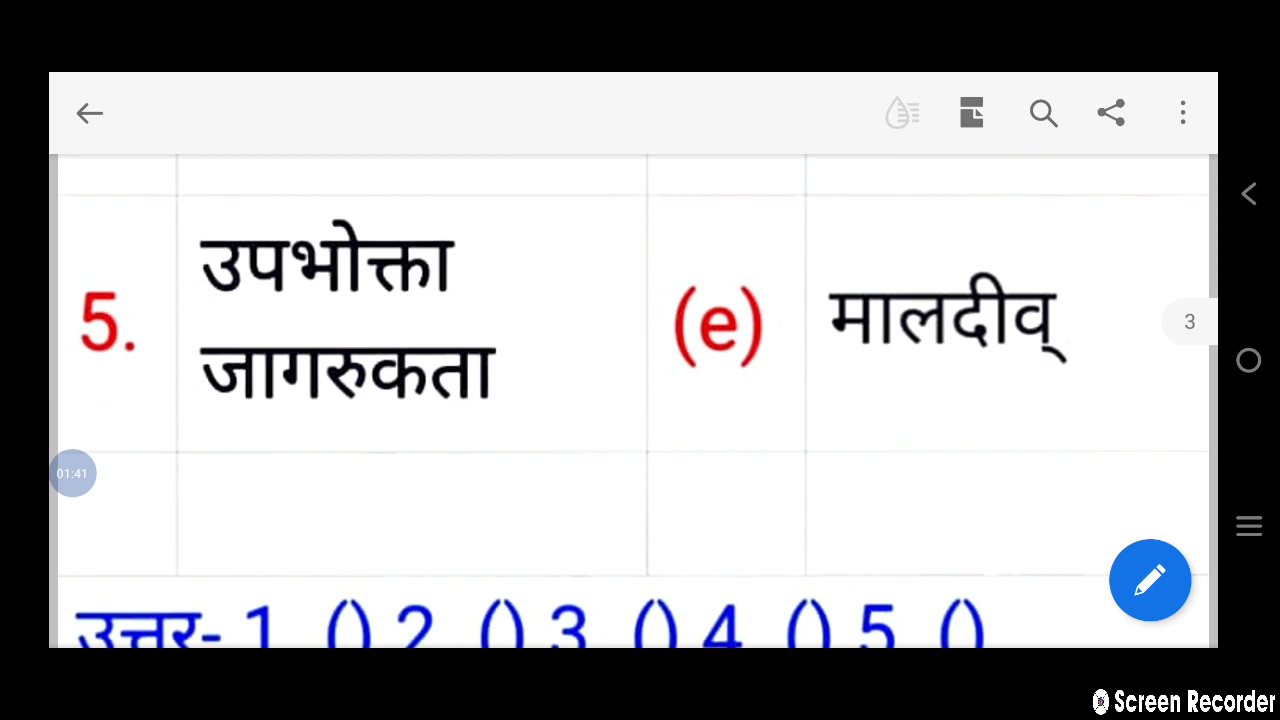 5.
उपभोक्ता
जागरुकता
(e) मालदीव्
3
01:41
उत्तर- 1 () 2 () 3 () 4 () 5 ()
Screen Recorder